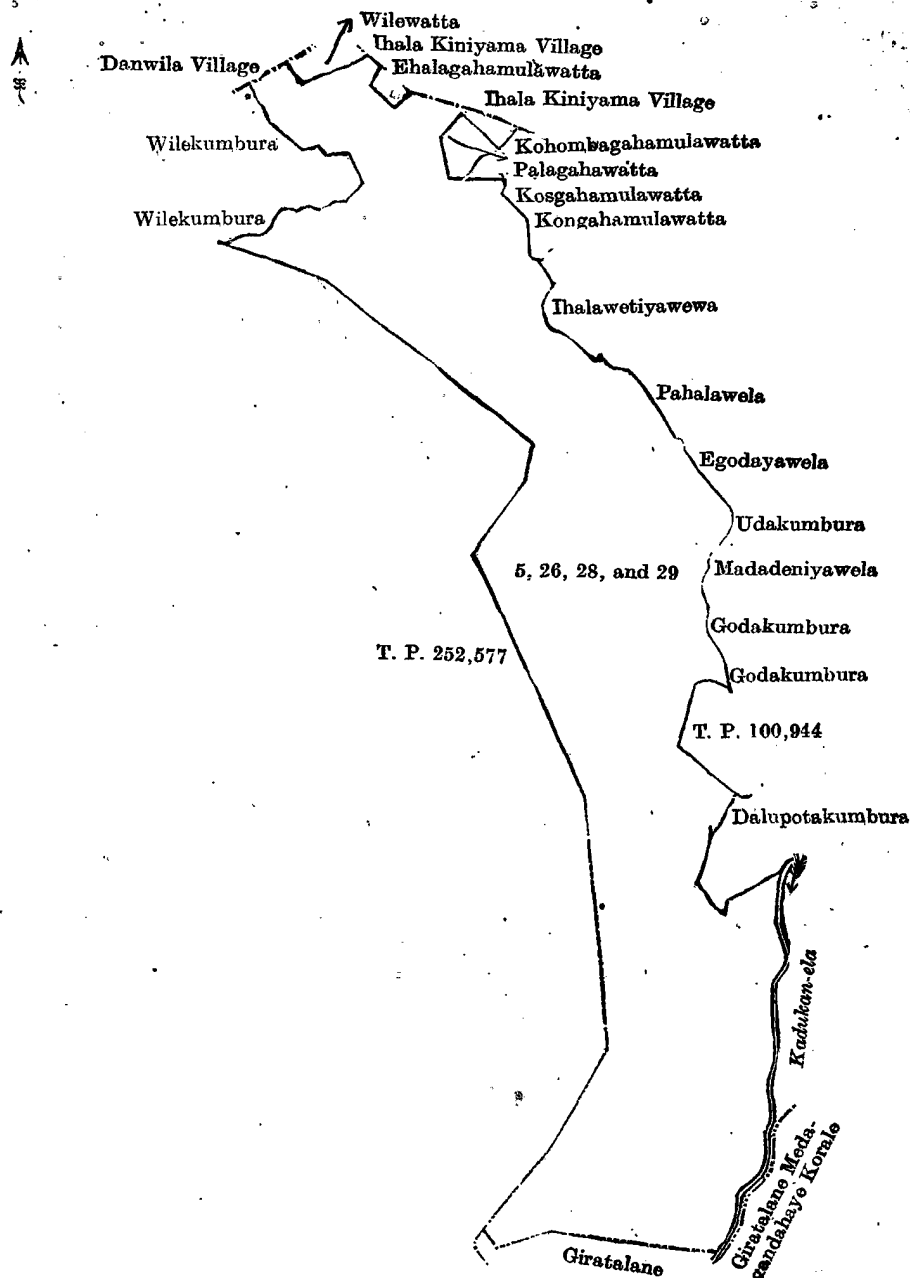 Wilewatta
Ihala Kiniyama Village
Danwila Village
Ehalagahamulawatta
Ihala Kiniyama Village
Wilekumbura
Kohombagahamulawatta
Palagahawatta
Kosgahamulawatta
Wilekumbura
Kongahamulawatta
Ihalawetiyawewa
Pahalawela
Egodayawela
Udakumbura
5, 26, 28, and 29
Madadeniyawela
Godakumbura
T. P. 252,577
Godakumbura
T. P. 100,944
Dalupotakumbura
Kadukan-ela
Giratalane Meda-
gandahaye Korale
Giratalane